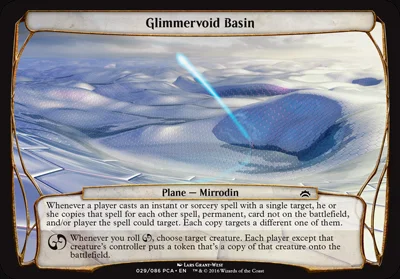 Glimmervoid Basin
Plane — Mirrodin
Whenever a player casts an instant or sorcery spell with a single target, he or
she copies that spell for each other spell, permanent, card not on the battlefield,
and/or player the spell could target. Each copy targets a different one of them.
Whenever you roll , choose target creature. Each player except that
creature's controller puts a token that's a copy of that creature onto the
battlefield.
Lars Grant-West
029/086 PCA • EN ™ & © 2016 Wizards of the Coast